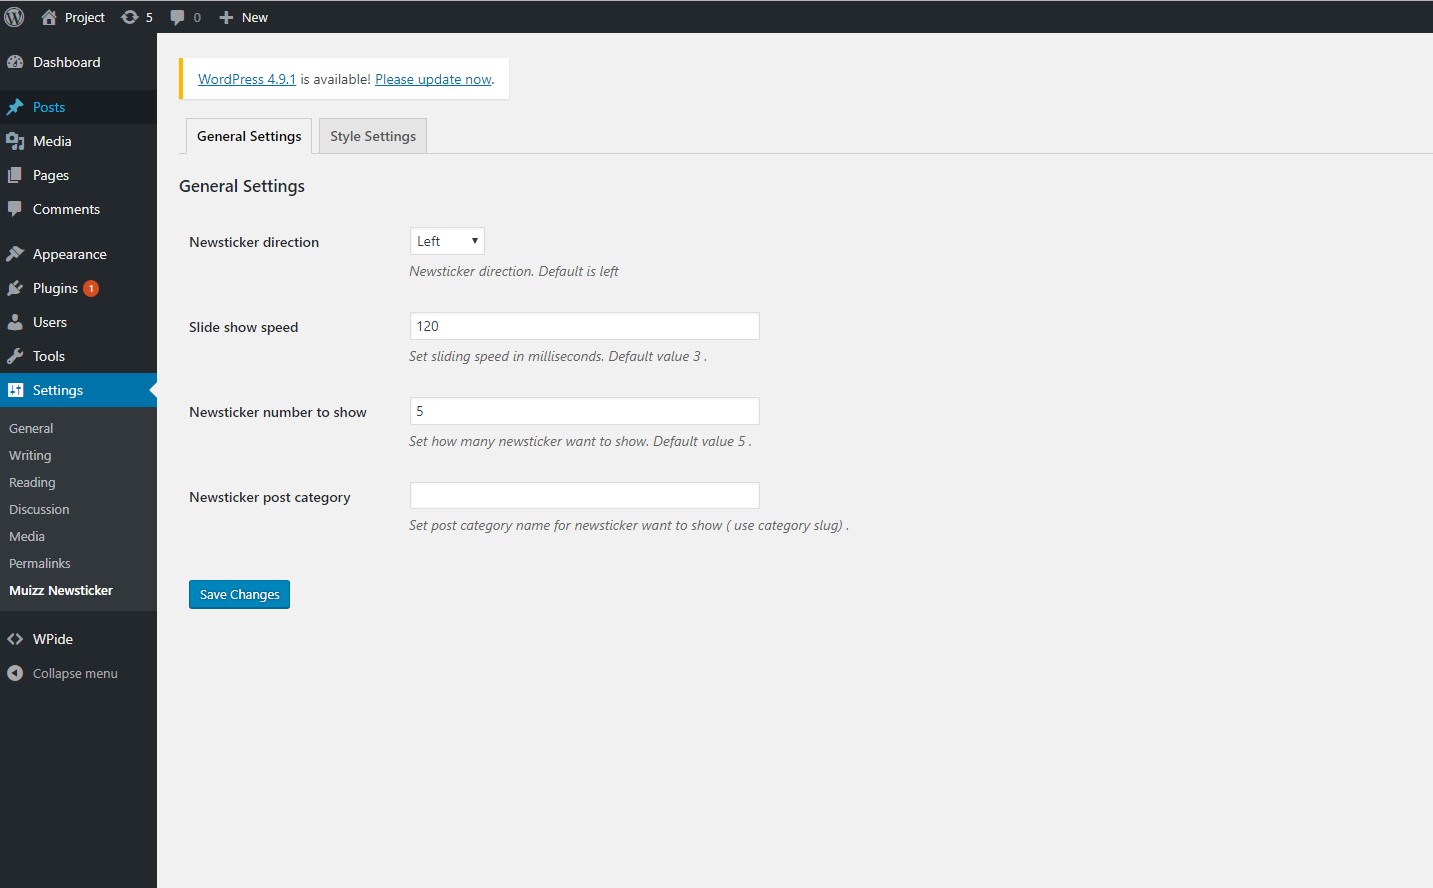 Project 5 0 New
Dashboard
Posts
Media
Pages
Comments
Appearance
Plugins 1
Users
Tools
Settings
General
Writing
Reading
Discussion
Media
Permalinks
Muizz Newsticker
WPide
Collapse menu
WordPress 4.9.1 is available! Please update now.
General Settings Style Settings
General Settings
Newsticker direction Left
Newsticker direction. Default is left
Slide show speed 120
Set sliding speed in milliseconds. Default value 3 .
Newsticker number to show 5
Set how many newsticker want to show. Default value 5 .
Newsticker post category
Set post category name for newsticker want to show ( use category slug) .
Save Changes